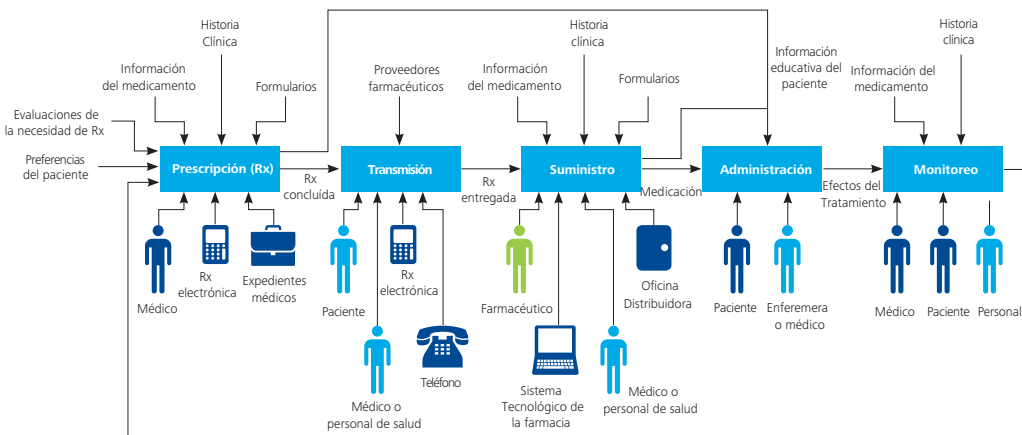 Historia
Clínica
Información
del medicamento
Formularios
Evaluaciones de
la necesidad de Rx
Preferencias
del paciente
Prescripción (Rx)
Médico
Rx
electrónica
Expedientes
médicos
Rx
concluída
Proveedores
farmacéuticos
Transmisión
Paciente
Médico o
personal de salud
Rx
electrónica
Teléfono
Rx
entregada
Historia
clínica
Información
del medicamento
Formularios
Suministro
Farmacéutico
Sistema
Tecnológico de
la farmacia
Médico o
personal de salud
Oficina
Distribuidora
Medicación
Información
educativa del
paciente
Administración
Paciente
Enferemera
o médico
Efectos del
Tratamiento
Historia
clínica
Información del
medicamento
Monitoreo
Médico
Paciente
Personal